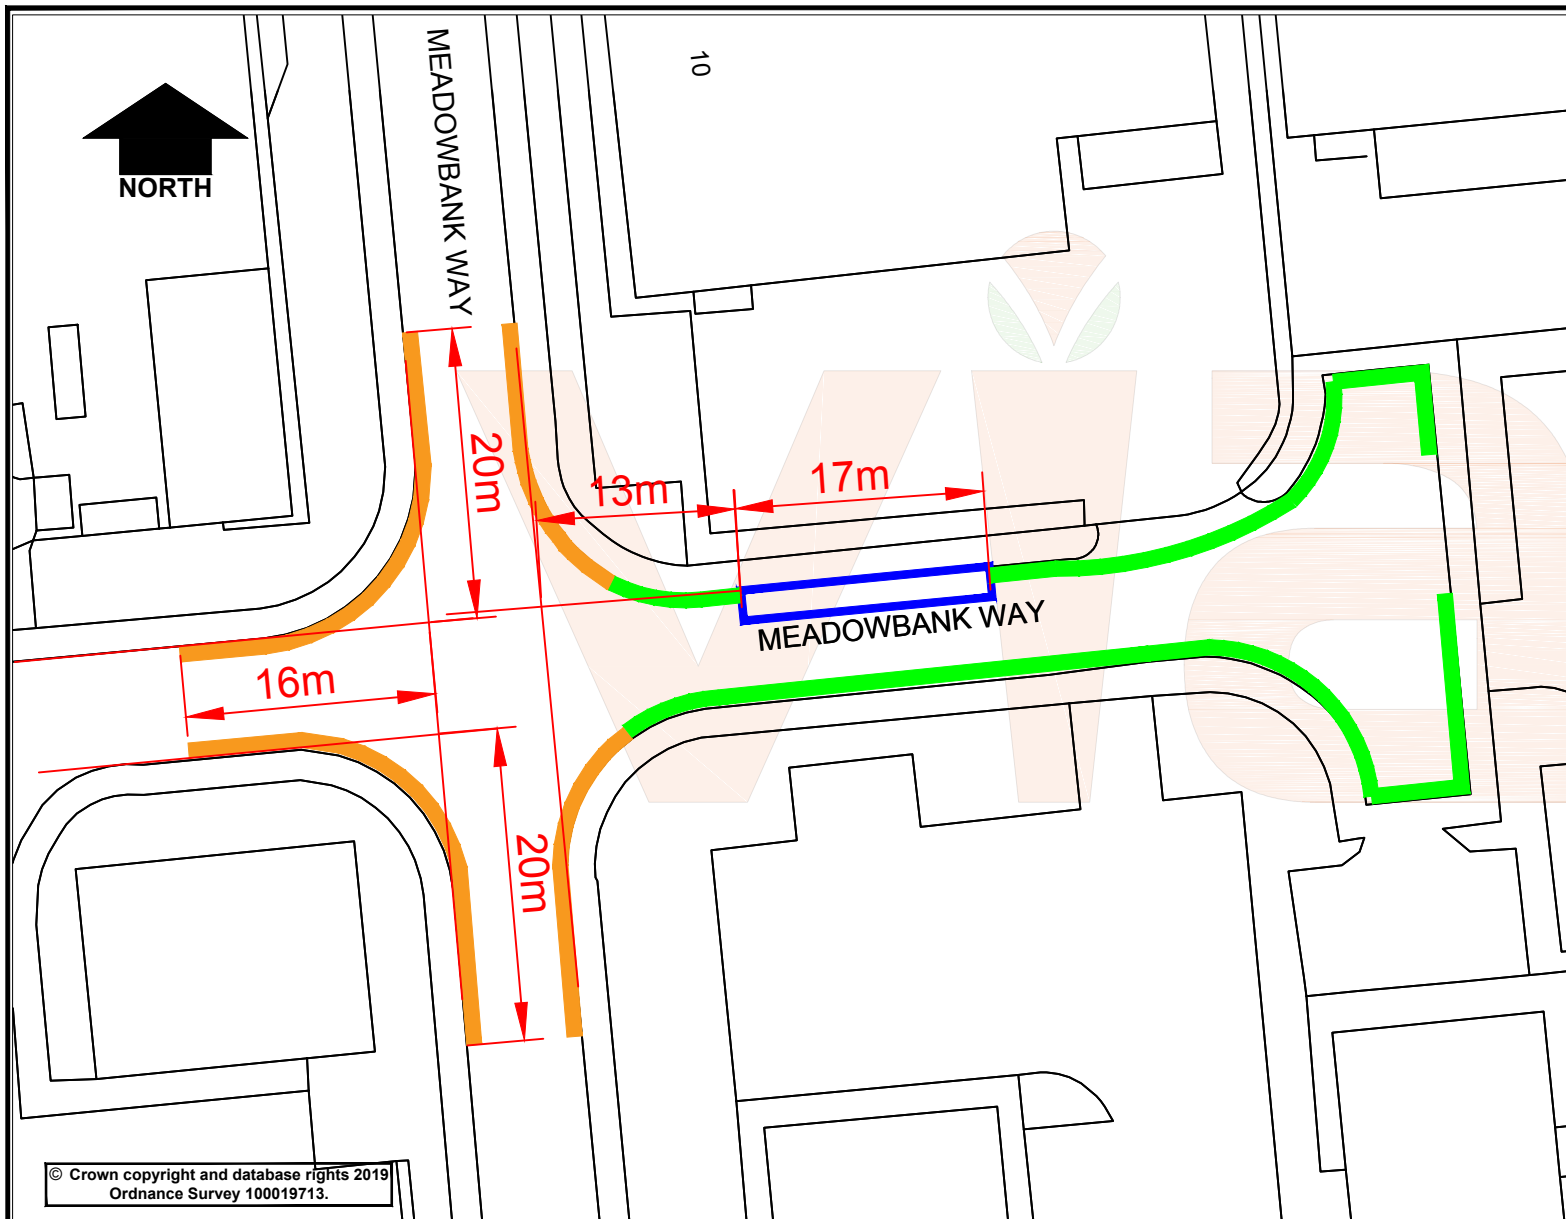 MEADOWBANK WAY
10
NORTH
20m
13m
17m
MEADOWBANK WAY
16m
20m
© Crown copyright and database rights 2019
Ordnance Survey 100019713.